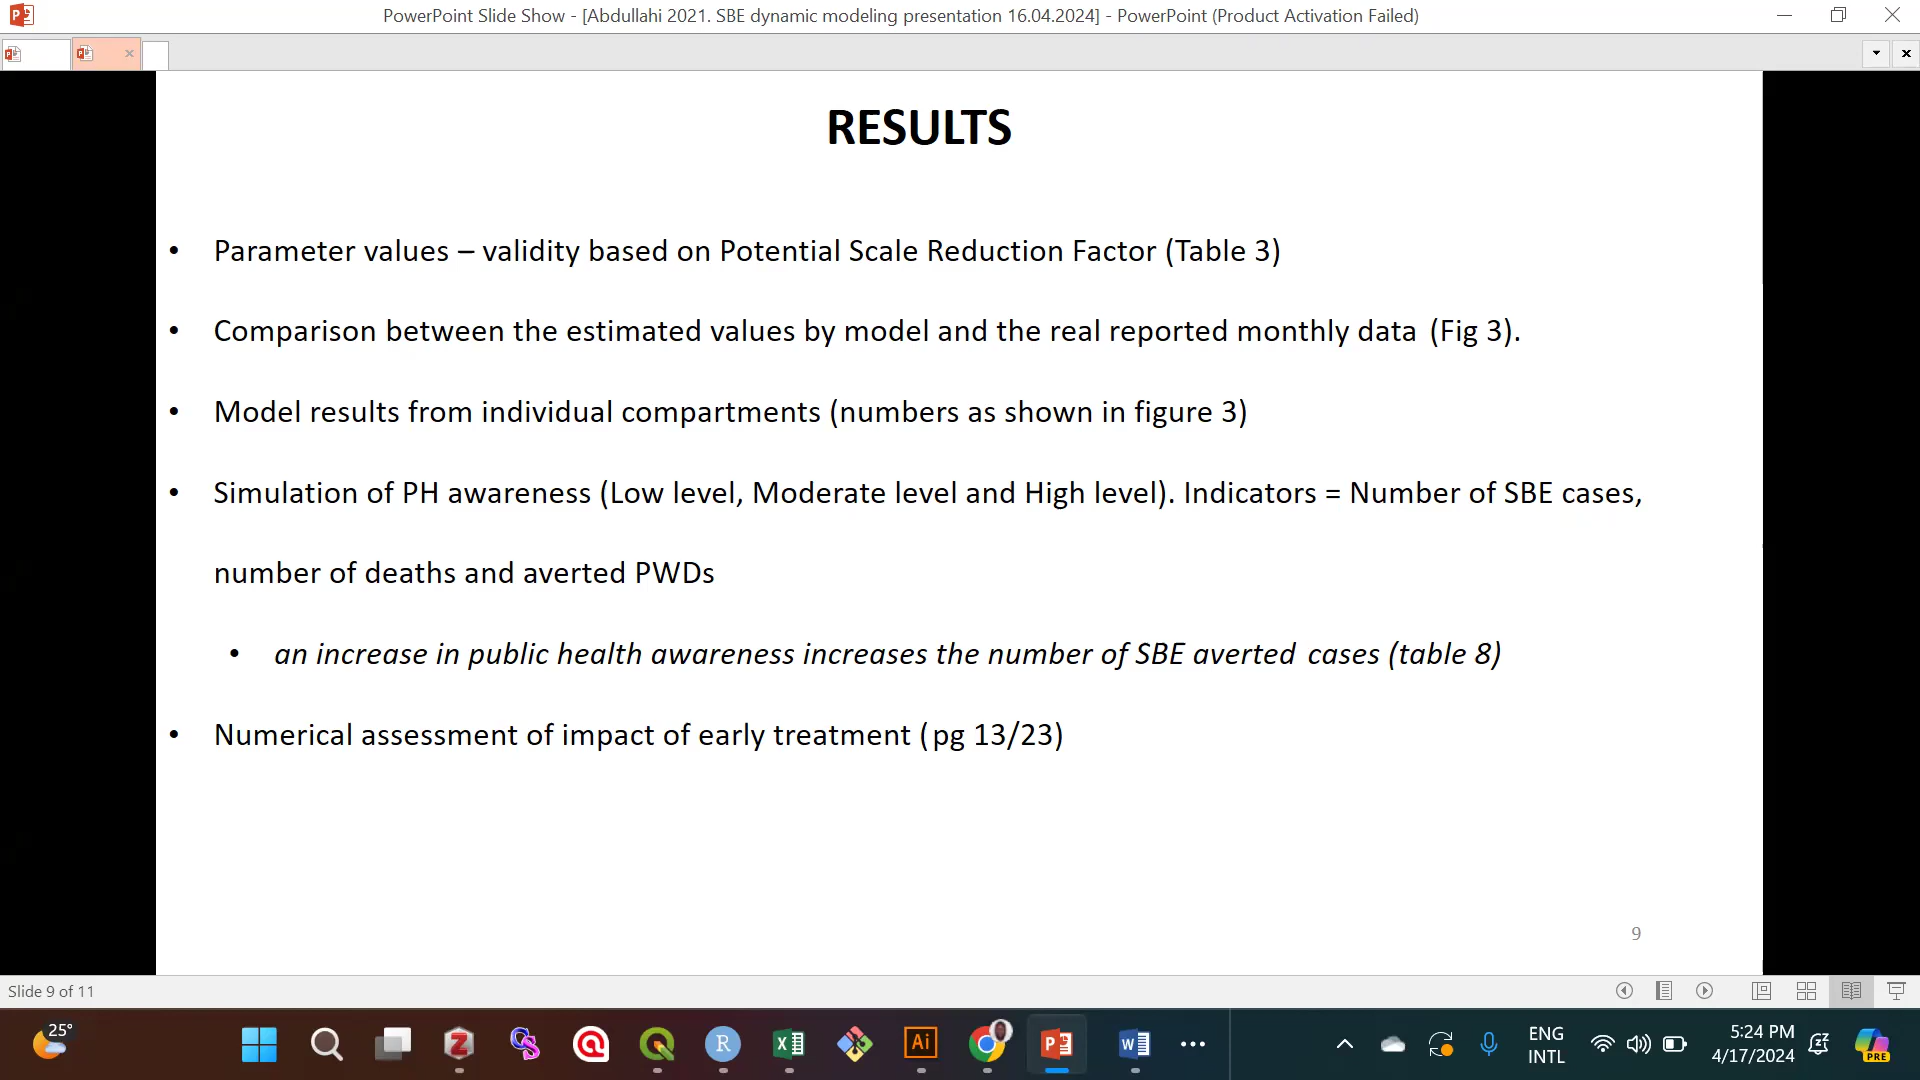 PowerPoint Slide Show - [Abdullahi 2021. SBE dynamic modeling presentation 16.04.2024] - PowerPoint (Product Activation Failed)
RESULTS
• Parameter values – validity based on Potential Scale Reduction Factor (Table 3)
• Comparison between the estimated values by model and the real reported monthly data (Fig 3).
• Model results from individual compartments (numbers as shown in figure 3)
• Simulation of PH awareness (Low level, Moderate level and High level). Indicators = Number of SBE cases,
number of deaths and averted PWDs
• an increase in public health awareness increases the number of SBE averted cases (table 8)
• Numerical assessment of impact of early treatment (pg 13/23)
9
Slide 9 of 11
25°
ENG
INTL
5:24 PM
4/17/2024
PRE